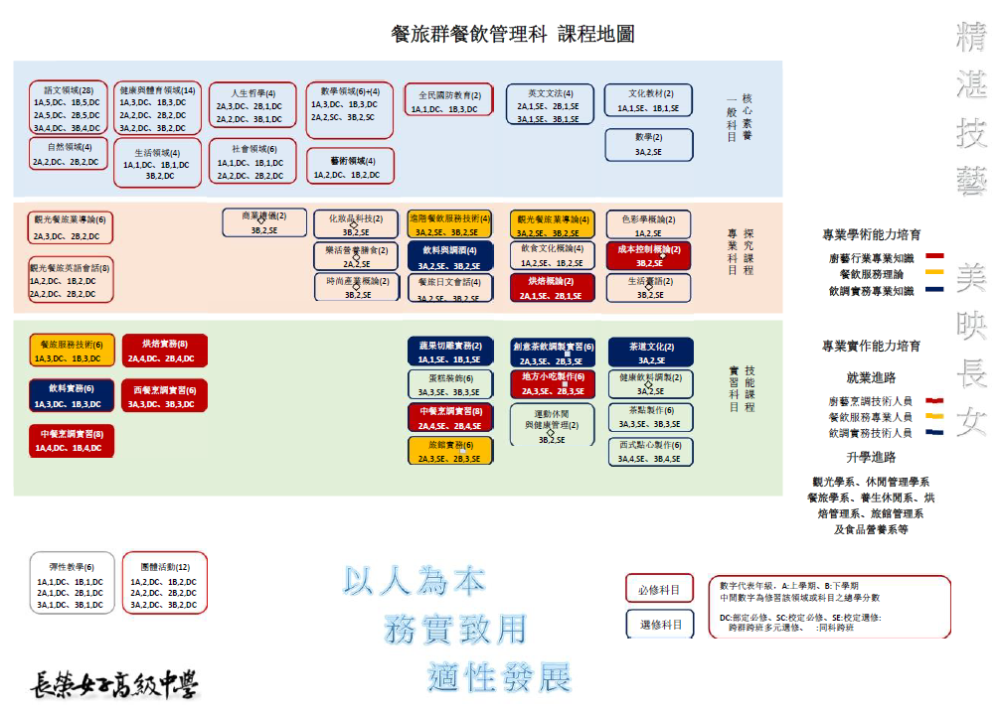 餐旅群餐飲管理科 課程地圖
語文領域(28)
1A,5,DC、1B,5,DC
2A,5,DC、2B,5,DC
3A,4,DC、3B,4,DC
健康與體育領域(14)
1A,3,DC、1B,3,DC
2A,2,DC、2B,2,DC
3A,2,DC、3B,2,DC
人生哲學(4)
2A,3,DC、2B,1,DC
2A,2,DC、3B,1,DC
數學領域(6)+(4)
1A,3,DC、1B,3,DC
2A,2,SC、3B,2,SC
全民國防教育(2)
1A,1,DC、1B,3,DC
英文文法(4)
2A,1,SE、2B,1,SE
3A,1,SE、3B,1,SE
文化教材(2)
1A,1,SE、1B,1,SE
自然領域(4)
2A,2,DC、2B,2,DC
生活領域(4)
1A,1,DC、1B,1,DC
3B,2,DC
社會領域(6)
1A,1,DC、1B,1,DC
2A,2,DC、2B,2,DC
藝術領域(4)
1A,2,DC、1B,2,DC
數學(2)
3A,2,SE
核心素養
一般科目
觀光餐旅業導論(6)
2A,3,DC、2B,2,DC
商業禮儀(2)
3B,2,SE
化妝品科技(2)
3B,2,SE
進階餐飲服務技術(4)
3A,2,SE、3B,2,SE
觀光餐旅業導論(4)
3A,2,SE、3B,2,SE
色彩學概論(2)
1A,2,SE
觀光餐旅英語會話(8)
1A,2,DC、1B,2,DC
2A,2,DC、2B,2,DC
樂活營養膳食(2)
2A,2,SE
飲料與調酒(4)
3A,2,SE、3B,2,SE
飲食文化概論(4)
1A,2,SE、1B,2,SE
成本控制概論(2)
3B,2,SE
時尚產業概論(2)
3B,2,SE
餐旅日文會話(4)
3A,2,SE、3B,2,SE
烘焙概論(2)
2A,1,SE、2B,1,SE
生活臺語(2)
3B,2,SE
探究課程
專業科目
餐旅服務技術(6)
1A,3,DC、1B,3,DC
烘焙實務(8)
2A,4,DC、2B,4,DC
蔬果切雕實務(2)
1A,1,SE、1B,1,SE
創意茶飲調製實習(6)
2A,3,SE、2B,3,SE
茶道文化(2)
3A,2,SE
飲料實務(6)
1A,3,DC、1B,3,DC
西餐烹調實習(6)
3A,3,DC、3B,3,DC
蛋糕裝飾(6)
3A,3,SE、3B,3,SE
地方小吃製作(6)
2A,3,SE、2B,3,SE
健康飲料調製(2)
3A,2,SE
中餐烹調實習(8)
1A,4,DC、1B,4,DC
中餐烹調實習(8)
2A,4,SE、2B,4,SE
運動休閒
與健康管理(2)
3B,2,SE
茶點製作(6)
3A,3,SE、3B,3,SE
旅館實務(6)
2A,3,SE、2B,3,SE
西式點心製作(6)
3A,4,SE、3B,4,SE
技能課程
實習科目
彈性教學(6)
1A,1,DC、1B,1,DC
2A,1,DC、2B,1,DC
3A,1,DC、3B,1,DC
團體活動(12)
1A,2,DC、1B,2,DC
2A,2,DC、2B,2,DC
3A,2,DC、3B,2,DC
以人為本
務實致用
適性發展
必修科目
選修科目
數字代表年級，A:上學期、B:下學期
中間數字為修習該領域或科目之總學分數
DC:部定必修、SC:校定必修、SE:校定選修:
跨群跨班多元選修、 :同科跨班
長榮女子高級中學
專業學術能力培育
廚藝行業專業知識
餐飲服務理論
飲調實務專業知識
專業實作能力培育
就業進路
廚藝烹調技術人員
餐飲服務專業人員
飲調實務技術人員
升學進路
觀光學系、休閒管理學系
餐旅學系、養生休閒系、烘
焙管理系、旅館管理系
及食品營養系等
精湛技藝 美映長女